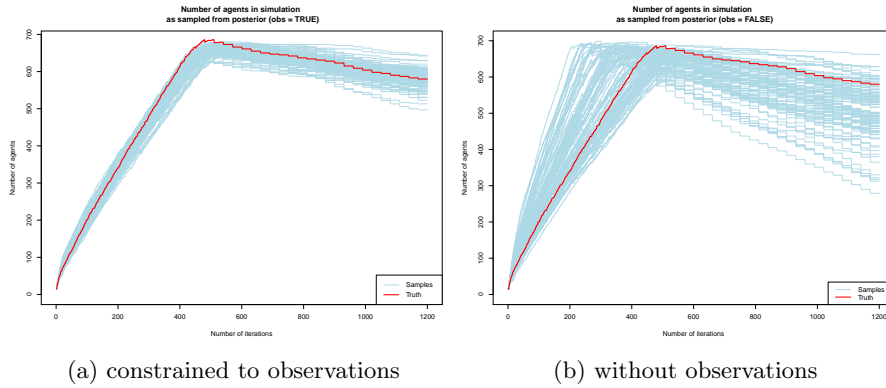 Number of agents in simulation
as sampled from posterior (obs = TRUE)
Number of agents
700
600
500
400
300
200
100
0
0 200 400 600 800 1000 1200
Number of iterations
Samples
Truth
(a) constrained to observations
Number of agents in simulation
as sampled from posterior (obs = FALSE)
Number of agents
700
600
500
400
300
200
100
0
0 200 400 600 800 1000 1200
Number of iterations
Samples
Truth
(b) without observations